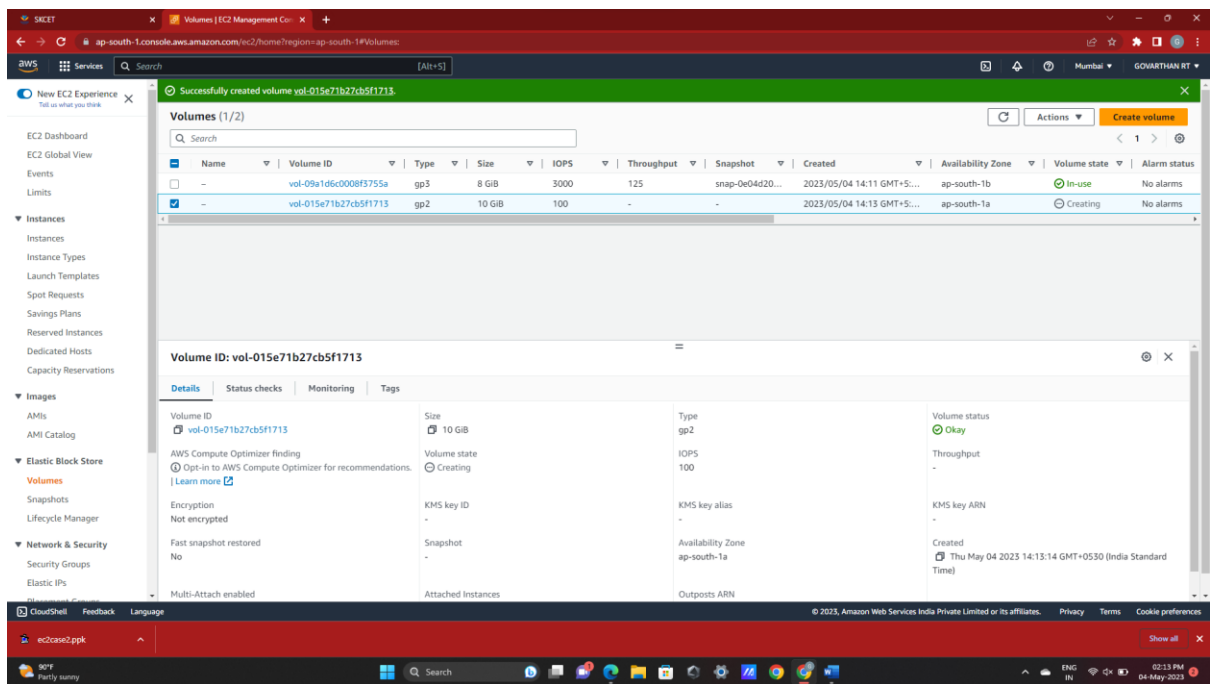 SKCET
Volumes | EC2 Management Con
ap-south-1.console.aws.amazon.com/ec2/home?region=ap-south-1#Volumes:
aws Services Search [Alt+S] Mumbai GOVARTHAN RT
New EC2 Experience
Tell us what you think
EC2 Dashboard
EC2 Global View
Events
Limits
Instances
Instances
Instance Types
Launch Templates
Spot Requests
Savings Plans
Reserved Instances
Dedicated Hosts
Capacity Reservations
Images
AMIs
AMI Catalog
Elastic Block Store
Volumes
Snapshots
Lifecycle Manager
Network & Security
Security Groups
Elastic IPs
Successfully created volume vol-015e71b27cb5f1713.
Volumes (1/2) Actions Create volume
Search
1
Name Volume ID Type Size IOPS Throughput Snapshot Created Availability Zone Volume state Alarm status
– vol-09a1d6c0008f3755a gp3 8 GiB 3000 125 snap-0e04d20... 2023/05/04 14:11 GMT+5:... ap-south-1b In-use No alarms
– vol-015e71b27cb5f1713 gp2 10 GiB 100 - - 2023/05/04 14:13 GMT+5:... ap-south-1a Creating No alarms
Volume ID: vol-015e71b27cb5f1713
Details Status checks Monitoring Tags
Volume ID Size Type Volume status
vol-015e71b27cb5f1713 10 GiB gp2 Okay
AWS Compute Optimizer finding Volume state IOPS Throughput
Opt-in to AWS Compute Optimizer for recommendations. Creating 100 -
| Learn more
Encryption KMS key ID KMS key alias KMS key ARN
Not encrypted - - -
Fast snapshot restored Snapshot Availability Zone Created
No - ap-south-1a Thu May 04 2023 14:13:14 GMT+0530 (India Standard
Time)
Multi-Attach enabled Attached Instances Outposts ARN
CloudShell Feedback Language © 2023, Amazon Web Services India Private Limited or its affiliates. Privacy Terms Cookie preferences
ec2case2.ppk Show all
90°F
Partly sunny
Search
ENG
IN
02:13 PM
04-May-2023